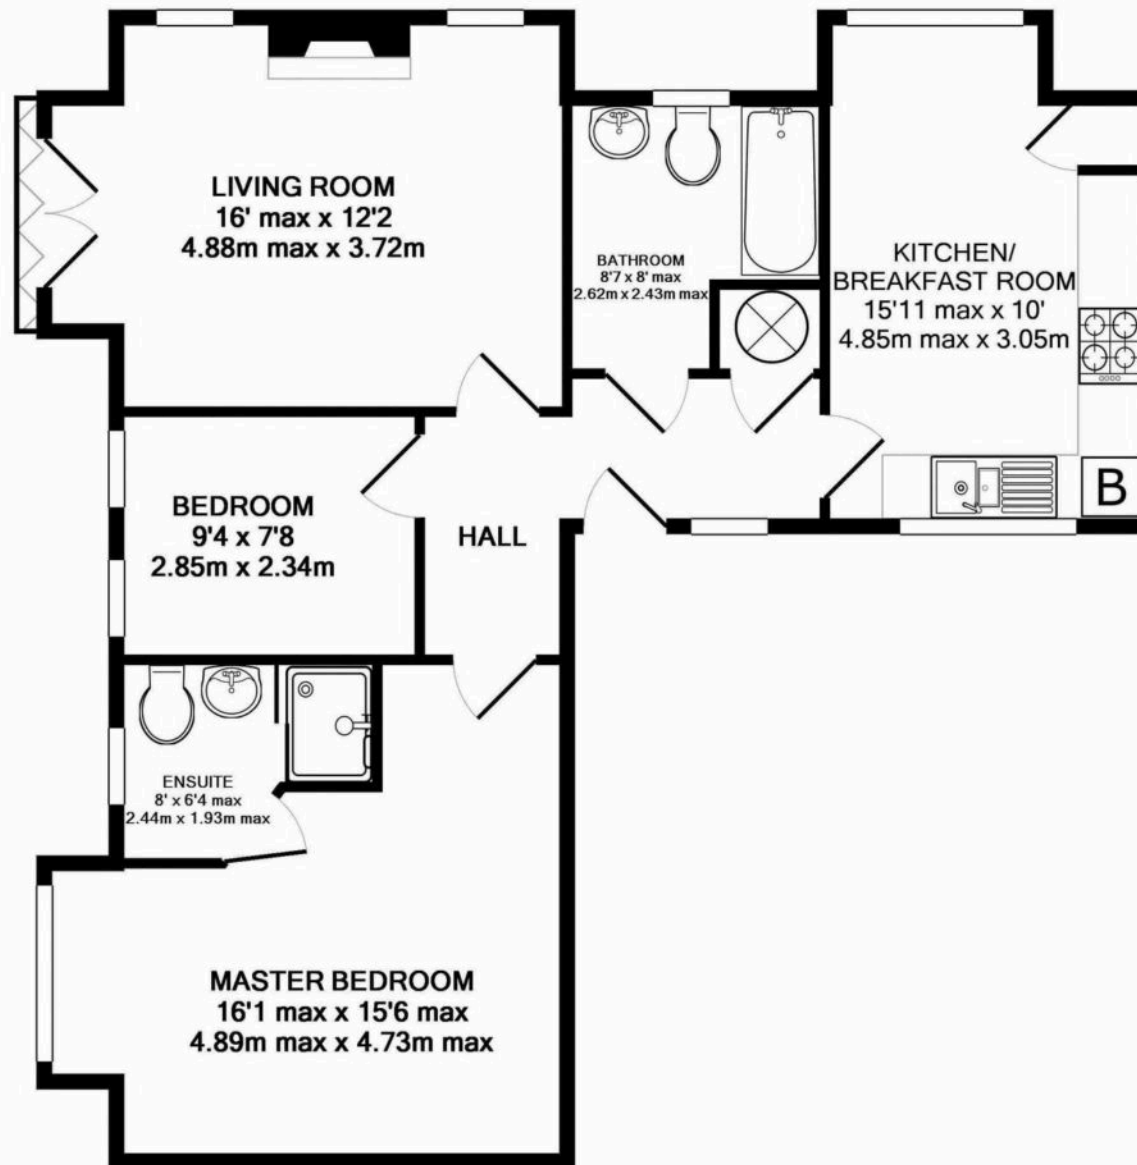 LIVING ROOM
16' max x 12'2
4.88m max x 3.72m
BATHROOM
8'7 x 8' max
2.62m x 2.43m max
KITCHEN/
BREAKFAST ROOM
15'11 max x 10'
4.85m max x 3.05m
B
BEDROOM
9'4 x 7'8
2.85m x 2.34m
HALL
ENSUITE
8' x 6'4 max
2.44m x 1.93m max
MASTER BEDROOM
16'1 max x 15'6 max
4.89m max x 4.73m max